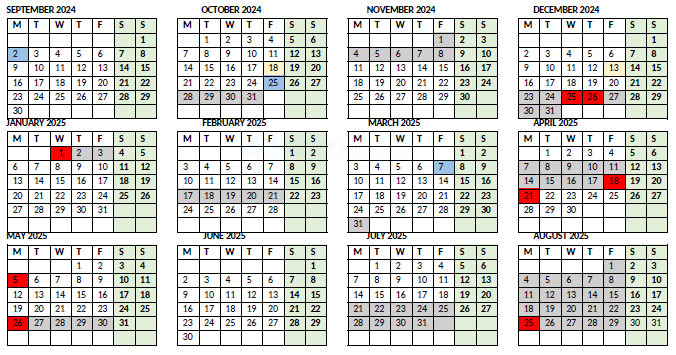 SEPTEMBER 2024
M T W T F S S
1
2 3 4 5 6 7 8
9 10 11 12 13 14 15
16 17 18 19 20 21 22
23 24 25 26 27 28 29
30
OCTOBER 2024
M T W T F S S
1 2 3 4 5 6
7 8 9 10 11 12 13
14 15 16 17 18 19 20
21 22 23 24 25 26 27
28 29 30 31
NOVEMBER 2024
M T W T F S S
1 2 3
4 5 6 7 8 9 10
11 12 13 14 15 16 17
18 19 20 21 22 23 24
25 26 27 28 29 30
DECEMBER 2024
M T W T F S S
1
2 3 4 5 6 7 8
9 10 11 12 13 14 15
16 17 18 19 20 21 22
23 24 25 26 27 28 29
30 31
JANUARY 2025
M T W T F S S
1 2 3 4 5
6 7 8 9 10 11 12
13 14 15 16 17 18 19
20 21 22 23 24 25 26
27 28 29 30 31
FEBRUARY 2025
M T W T F S S
1 2
3 4 5 6 7 8 9
10 11 12 13 14 15 16
17 18 19 20 21 22 23
24 25 26 27 28
MARCH 2025
M T W T F S S
1 2
3 4 5 6 7 8 9
10 11 12 13 14 15 16
17 18 19 20 21 22 23
24 25 26 27 28 29 30
31
APRIL 2025
M T W T F S S
1 2 3 4 5 6
7 8 9 10 11 12 13
14 15 16 17 18 19 20
21 22 23 24 25 26 27
28 29 30
MAY 2025
M T W T F S S
1 2 3 4
5 6 7 8 9 10 11
12 13 14 15 16 17 18
19 20 21 22 23 24 25
26 27 28 29 30 31
JUNE 2025
M T W T F S S
1
2 3 4 5 6 7 8
9 10 11 12 13 14 15
16 17 18 19 20 21 22
23 24 25 26 27 28 29
30
JULY 2025
M T W T F S S
1 2 3 4 5 6
7 8 9 10 11 12 13
14 15 16 17 18 19 20
21 22 23 24 25 26 27
28 29 30 31
AUGUST 2025
M T W T F S S
1 2 3
4 5 6 7 8 9 10
11 12 13 14 15 16 17
18 19 20 21 22 23 24
25 26 27 28 29 30 31